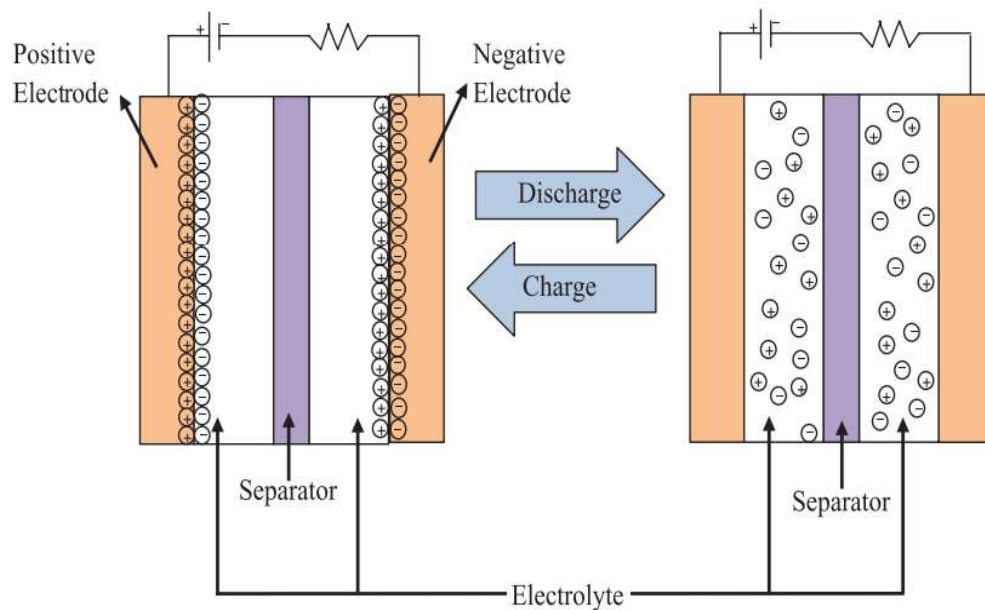 Positive
Electrode
Negative
Electrode
Discharge
Charge
Separator
Separator
Electrolyte